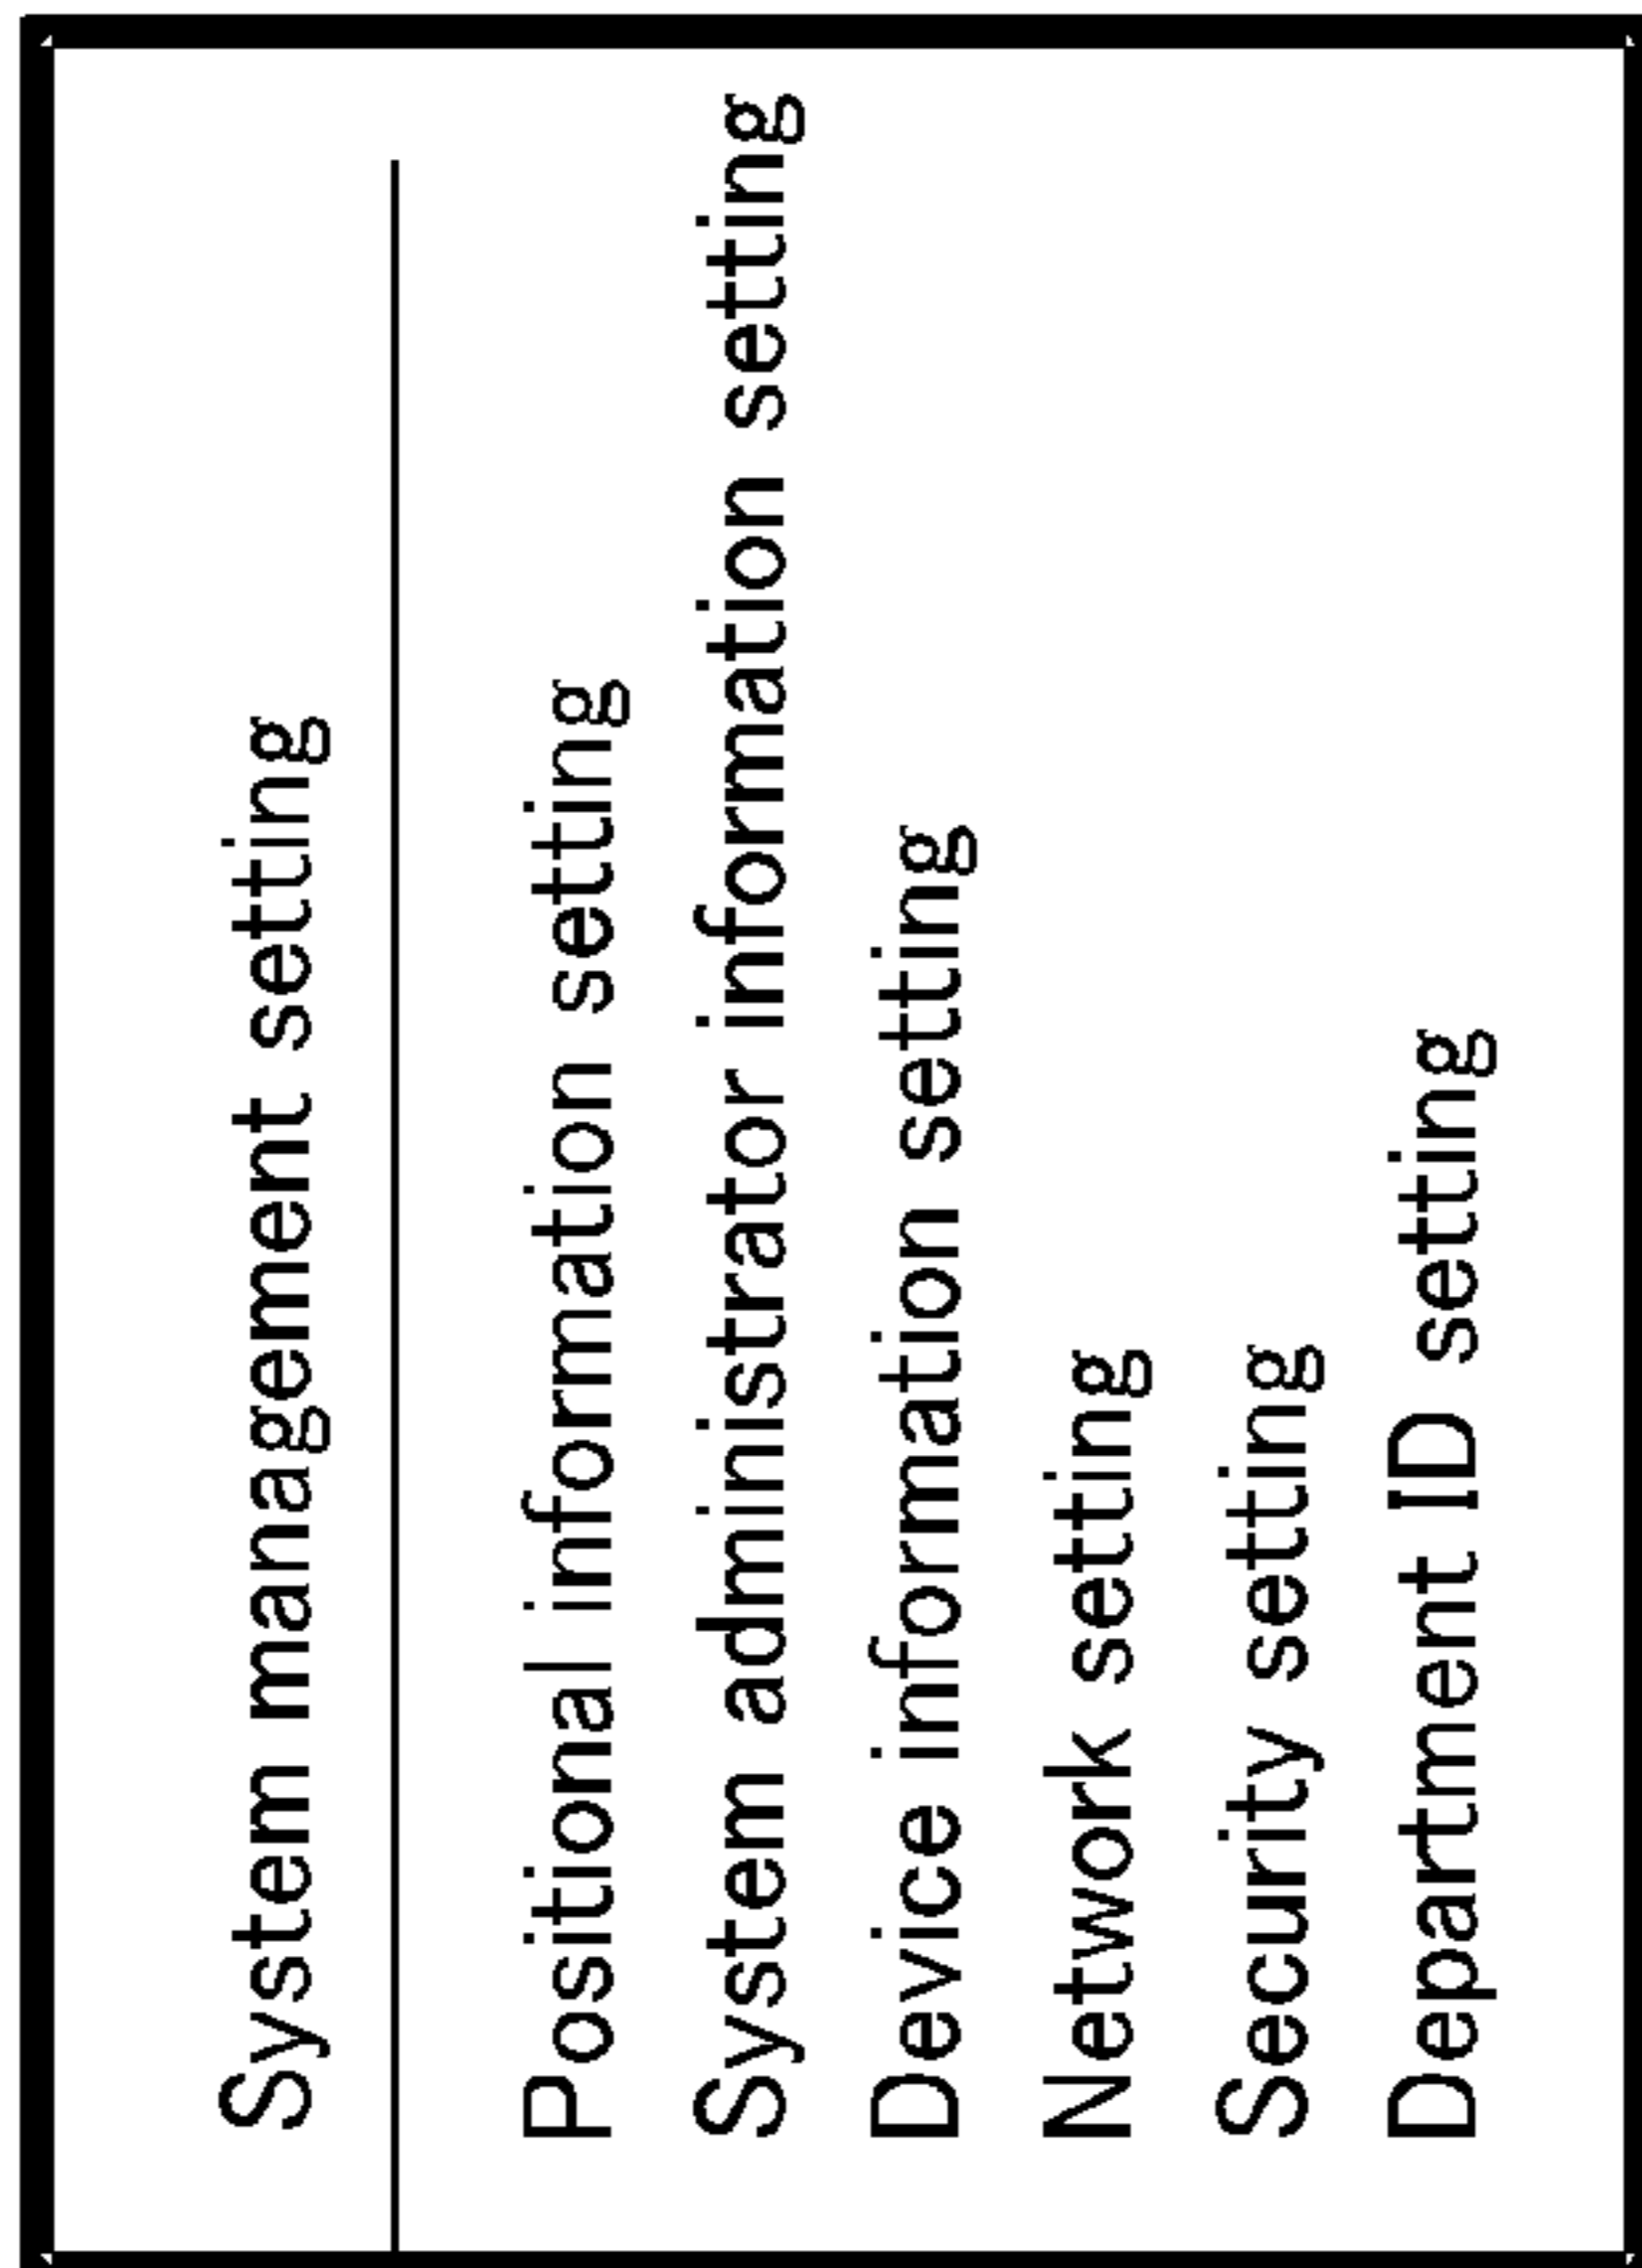 System management setting
Positional information setting
System administrator information setting
Device information setting
Network setting
Security setting
Department ID setting